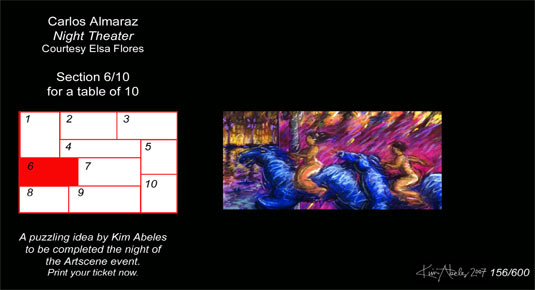 Carlos Almaraz
Night Theater
Courtesy Elsa Flores
Section 6/10
for a table of 10
1
2
3
4
5
6
7
8
9
10
A puzzling idea by Kim Abeles
to be completed the night of
the Artscene event.
Print your ticket now.
Kim Abeles 2007 156/600